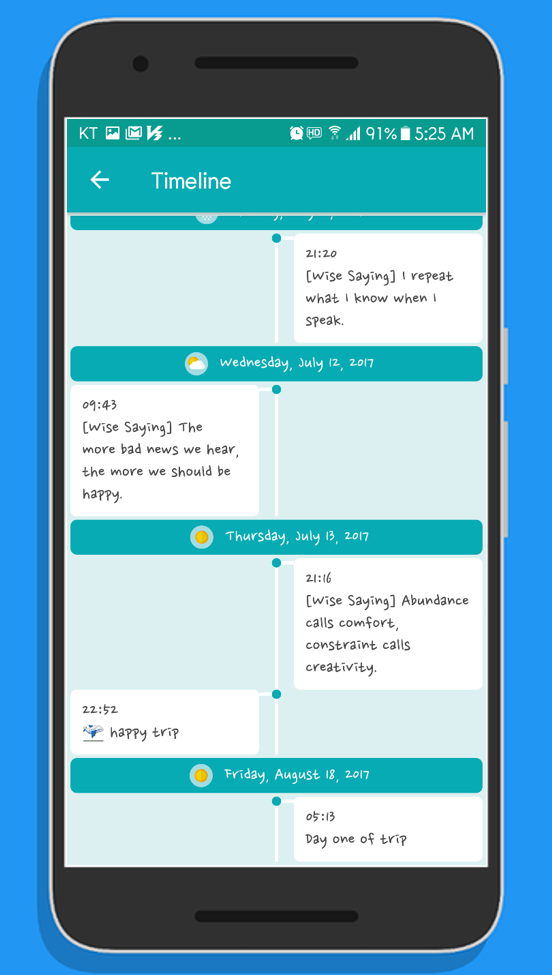 KT ... HD 91% 5:25 AM
Timeline
21:20
[Wise Saying] I repeat
what I know when I
speak.
Wednesday, July 12, 2017
09:43
[Wise Saying] The
more bad news we hear,
the more we should be
happy.
Thursday, July 13, 2017
21:16
[Wise Saying] Abundance
calls comfort,
constraint calls
creativity.
22:52
happy trip
Friday, August 18, 2017
05:13
Day one of trip